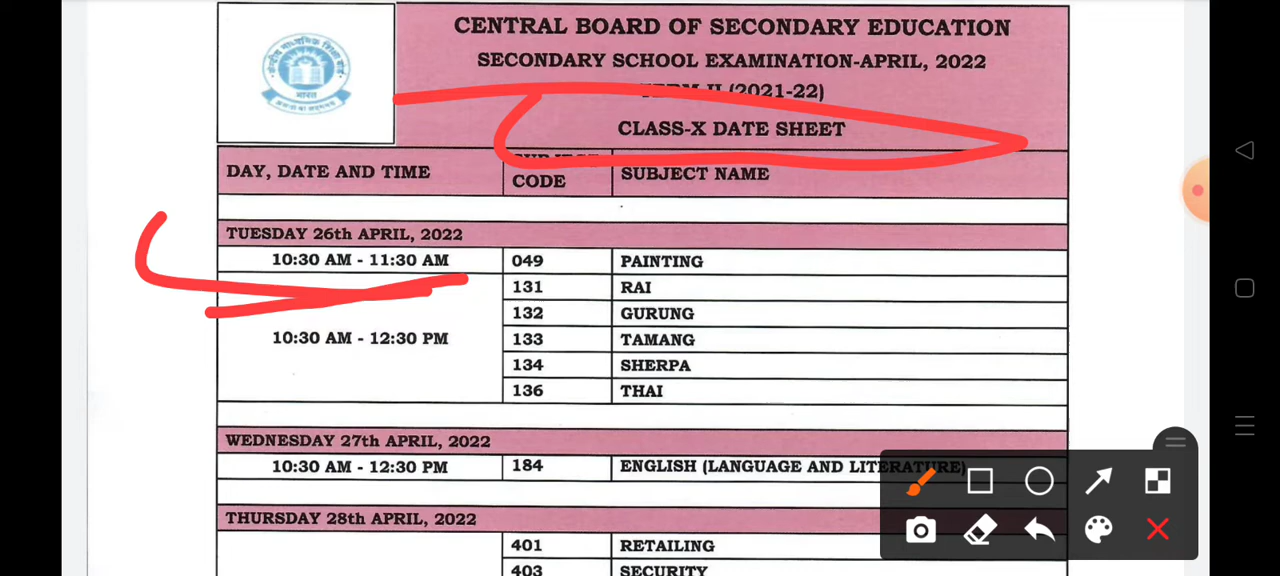 CENTRAL BOARD OF SECONDARY EDUCATION
SECONDARY SCHOOL EXAMINATION-APRIL, 2022
TERM II (2021-22)
CLASS-X DATE SHEET
DAY, DATE AND TIME SUBJECT CODE SUBJECT NAME
TUESDAY 26th APRIL, 2022
10:30 AM - 11:30 AM 049 PAINTING
131 RAI
132 GURUNG
10:30 AM - 12:30 PM 133 TAMANG
134 SHERPA
136 THAI
WEDNESDAY 27th APRIL, 2022
10:30 AM - 12:30 PM 184 ENGLISH (LANGUAGE AND LITERATURE)
THURSDAY 28th APRIL, 2022
401 RETAILING
403 SECURITY